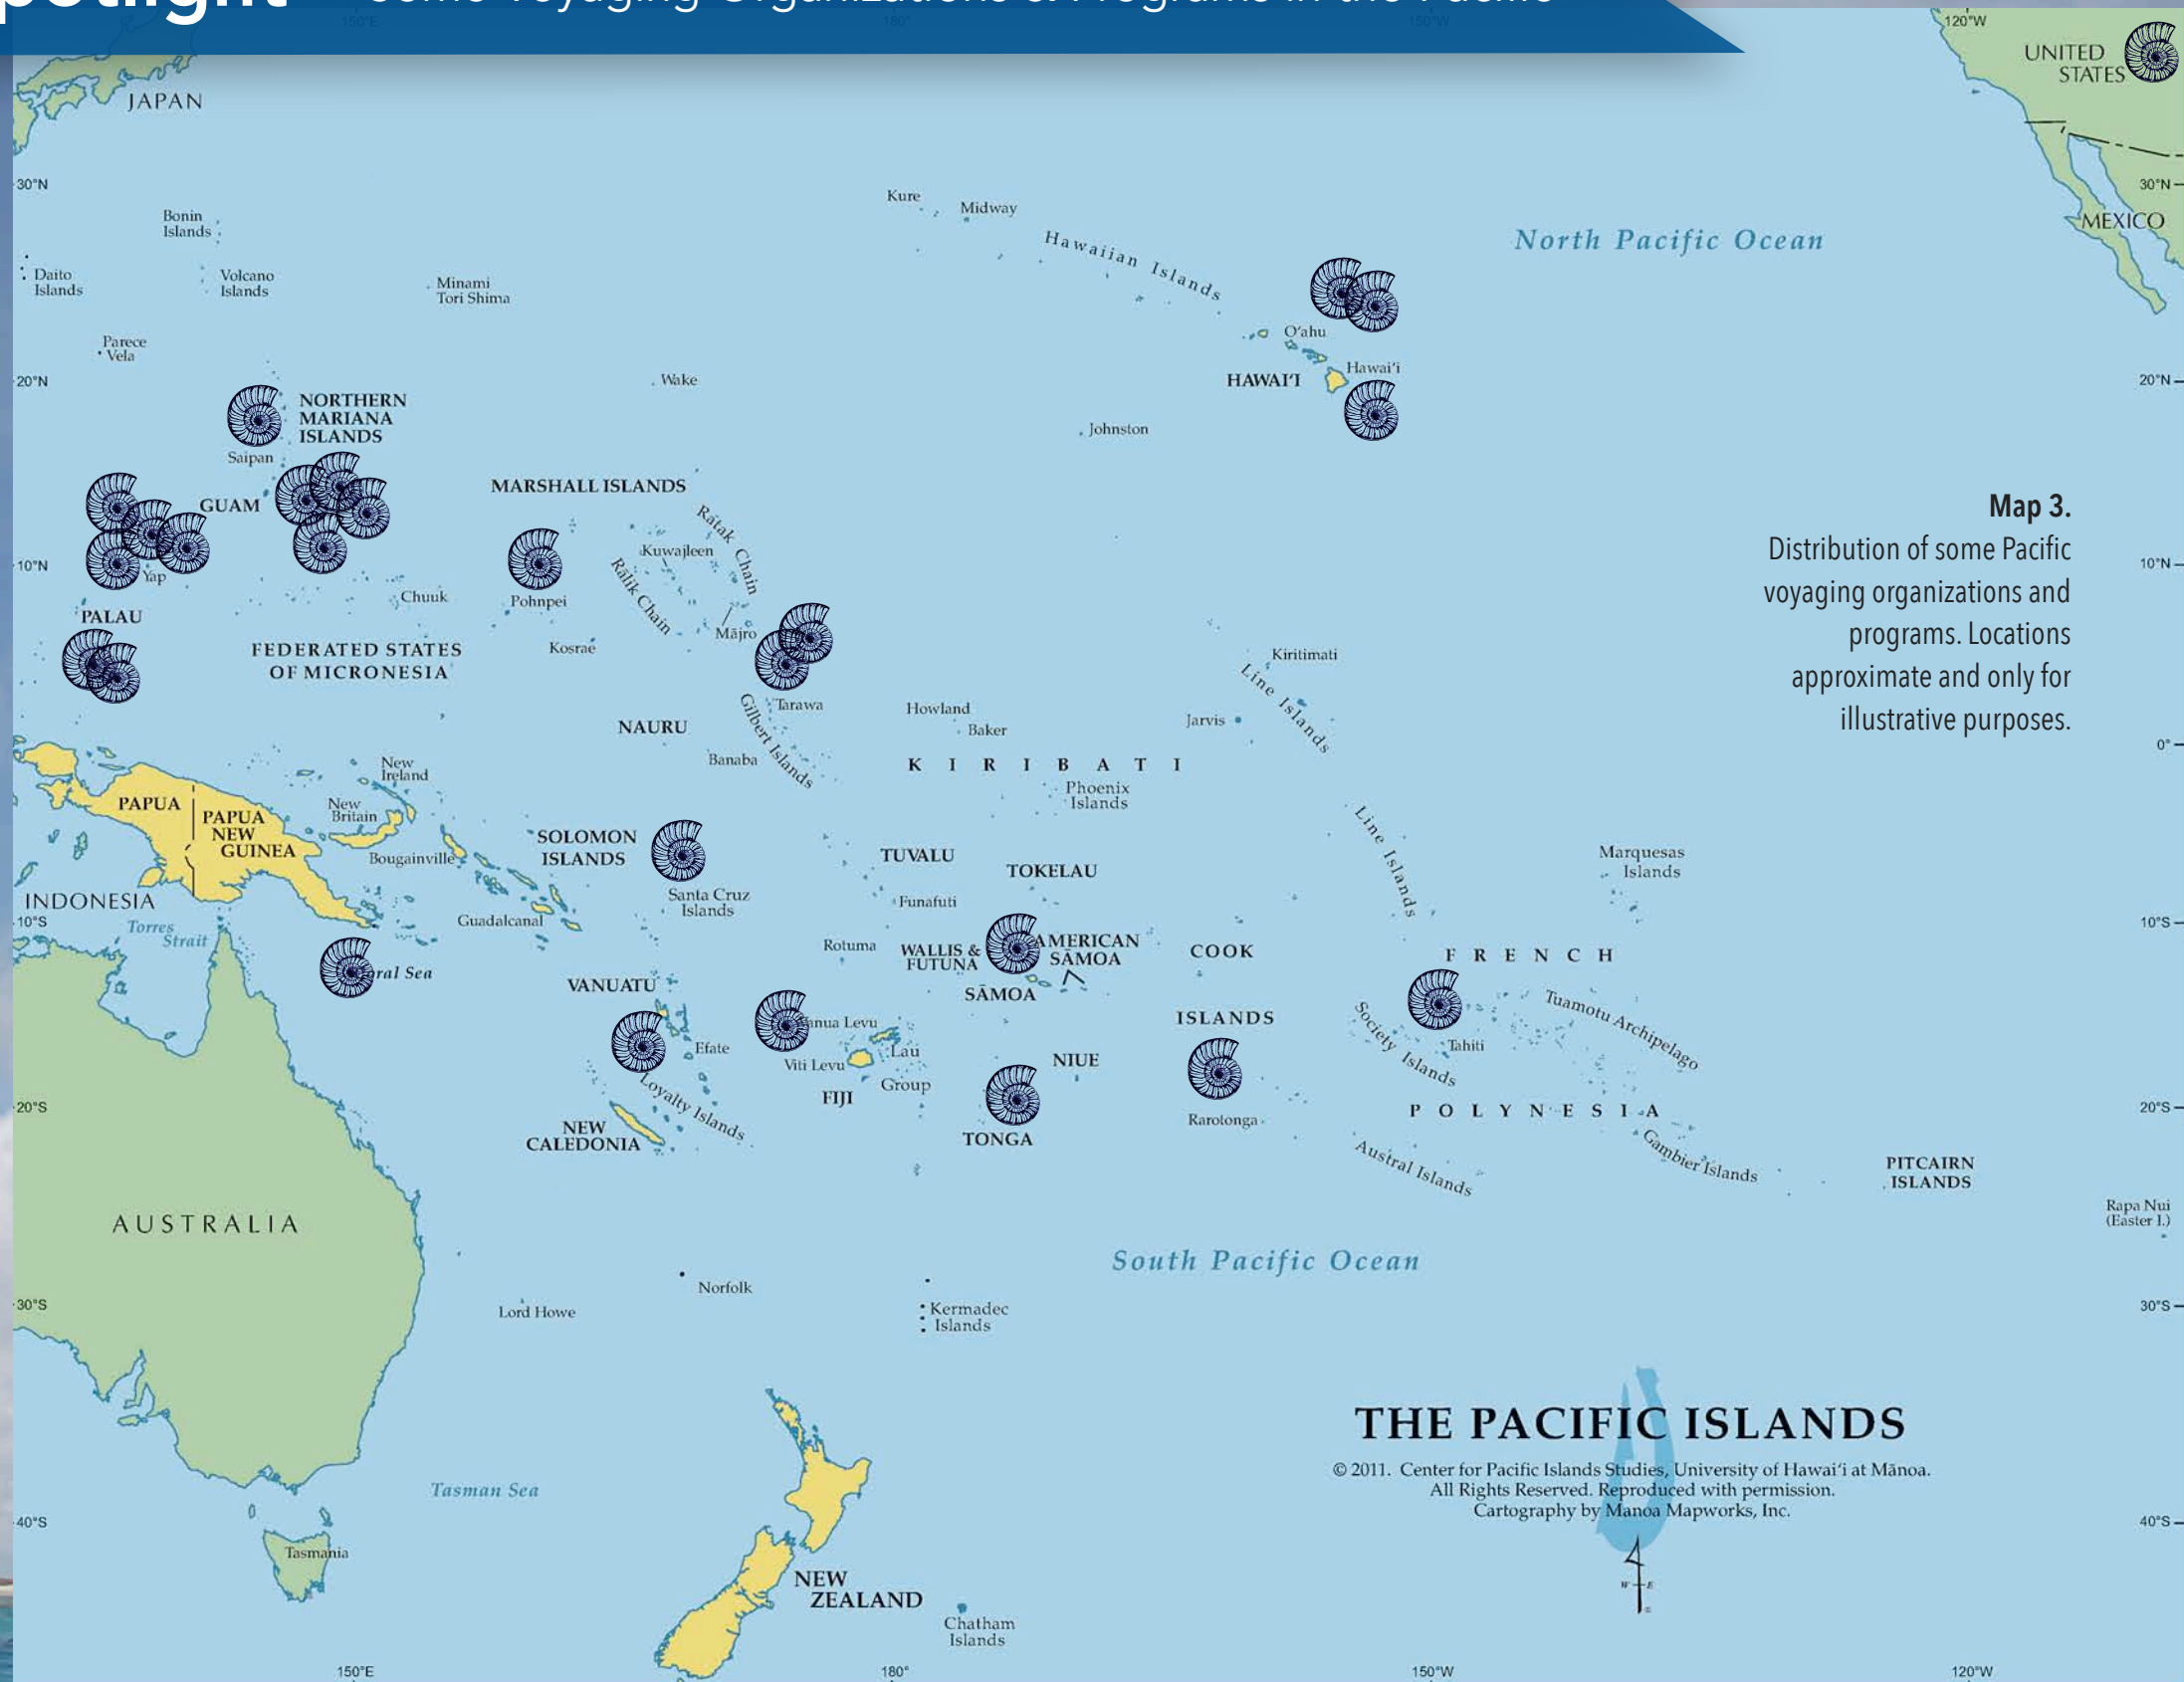 150°E
180°
150°W
120°W
UNITED
STATES
JAPAN
30°N
30°N
MEXICO
Bonin
Islands
Kure
Midway
Hawaiian Islands
North Pacific Ocean
Daito
Islands
Volcano
Islands
Minami
Tori Shima
Parece
Vela
O'ahu
Hawai'i
HAWAI'I
20°N
20°N
Wake
Johnston
NORTHERN
MARIANA
ISLANDS
Saipan
GUAM
MARSHALL ISLANDS
Ratak Chain
Kuwajleen
Rālik Chain
Mājro
Map 3.
Distribution of some Pacific
voyaging organizations and
programs. Locations
approximate and only for
illustrative purposes.
10°N
10°N
Yap
Chuuk
Pohnpei
PALAU
FEDERATED STATES
OF MICRONESIA
Kosrae
Kiritimati
Line Islands
Tarawa
Gilbert Islands
Howland
Baker
Jarvis
NAURU
Banaba
0°
K I R I B A T I
Phoenix
Islands
New
Ireland
New
Britain
PAPUA
PAPUA
NEW
GUINEA
Bougainville
SOLOMON
ISLANDS
Santa Cruz
Islands
Guadalcanal
TUVALU
Funafuti
TOKELAU
Line Islands
Marquesas
Islands
INDONESIA
10°S
10°S
Torres
Strait
ral Sea
Rotuma
WALLIS &
FUTUNA
AMERICAN
SĀMOA
SĀMOA
COOK
ISLANDS
F R E N C H
VANUATU
Efate
anua Levu
Viti Levu
Lau
Group
FIJI
NIUE
TONGA
Rarotonga
Society Islands
Tahiti
Tuamotu Archipelago
P O L Y N E S I A
20°S
20°S
Loyalty Islands
NEW
CALEDONIA
Austral Islands
Gambier Islands
PITCAIRN
ISLANDS
Rapa Nui
(Easter I.)
AUSTRALIA
South Pacific Ocean
Norfolk
Lord Howe
Kermadec
Islands
30°S
30°S
THE PACIFIC ISLANDS
© 2011. Center for Pacific Islands Studies, University of Hawai'i at Mānoa.
All Rights Reserved. Reproduced with permission.
Cartography by Manoa Mapworks, Inc.
Tasman Sea
40°S
40°S
Tasmania
NEW
ZEALAND
Chatham
Islands
W E
150°E
180°
150°W
120°W